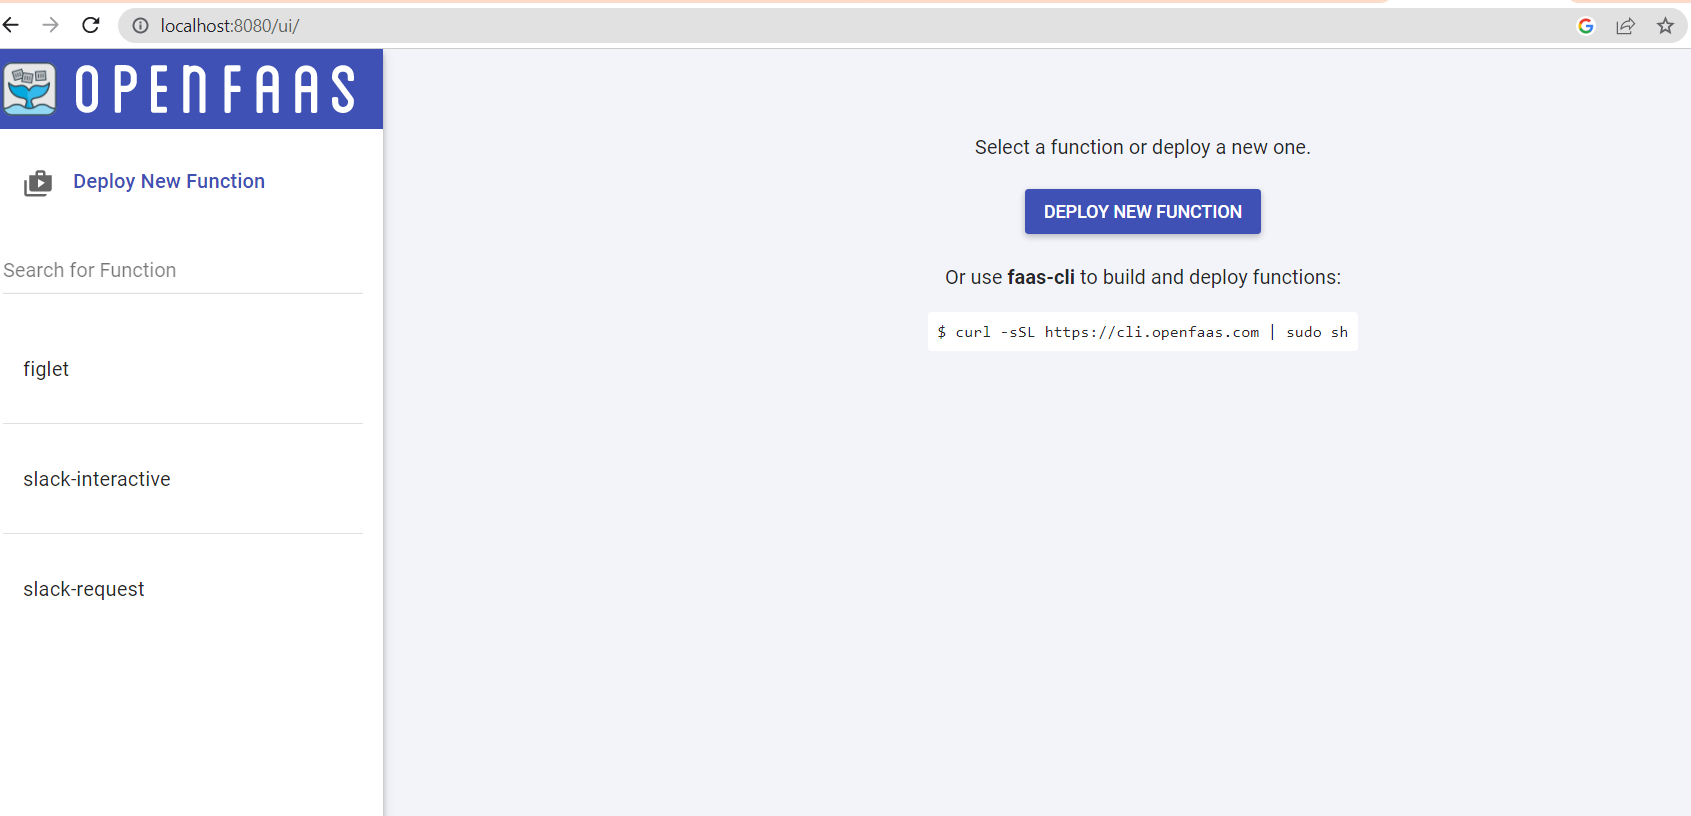 localhost:8080/ui/
OPENFAAS
Deploy New Function
Search for Function
figlet
slack-interactive
slack-request
Select a function or deploy a new one.
DEPLOY NEW FUNCTION
Or use faas-cli to build and deploy functions:
$ curl -sSL https://cli.openfaas.com | sudo sh